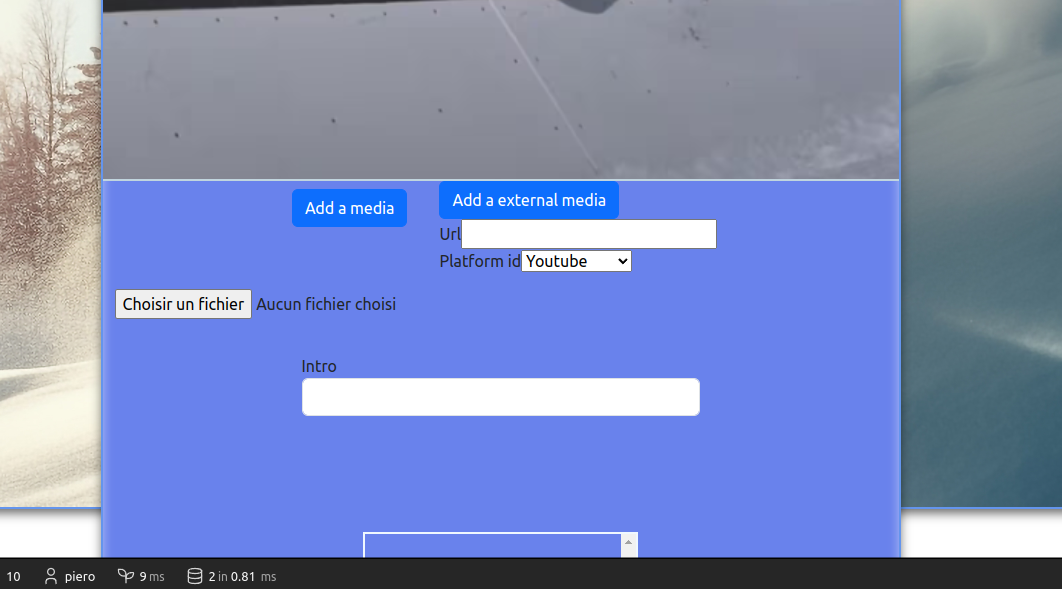 Add a media
Add a external media
Url
Platform id Youtube
Choisir un fichier Aucun fichier choisi
Intro
10 piero 9 ms 2 in 0.81 ms